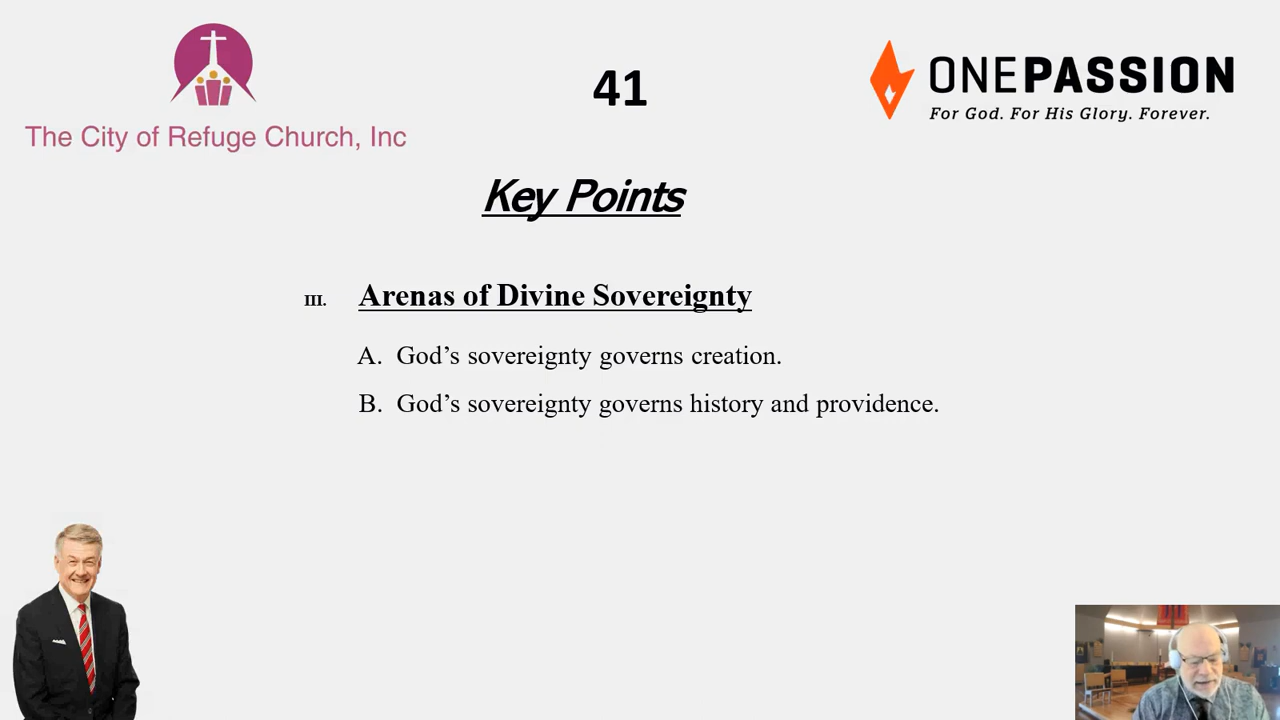 41
The City of Refuge Church, Inc
ONEPASSION
For God. For His Glory. Forever.
Key Points
III. Arenas of Divine Sovereignty
A. God’s sovereignty governs creation.
B. God’s sovereignty governs history and providence.